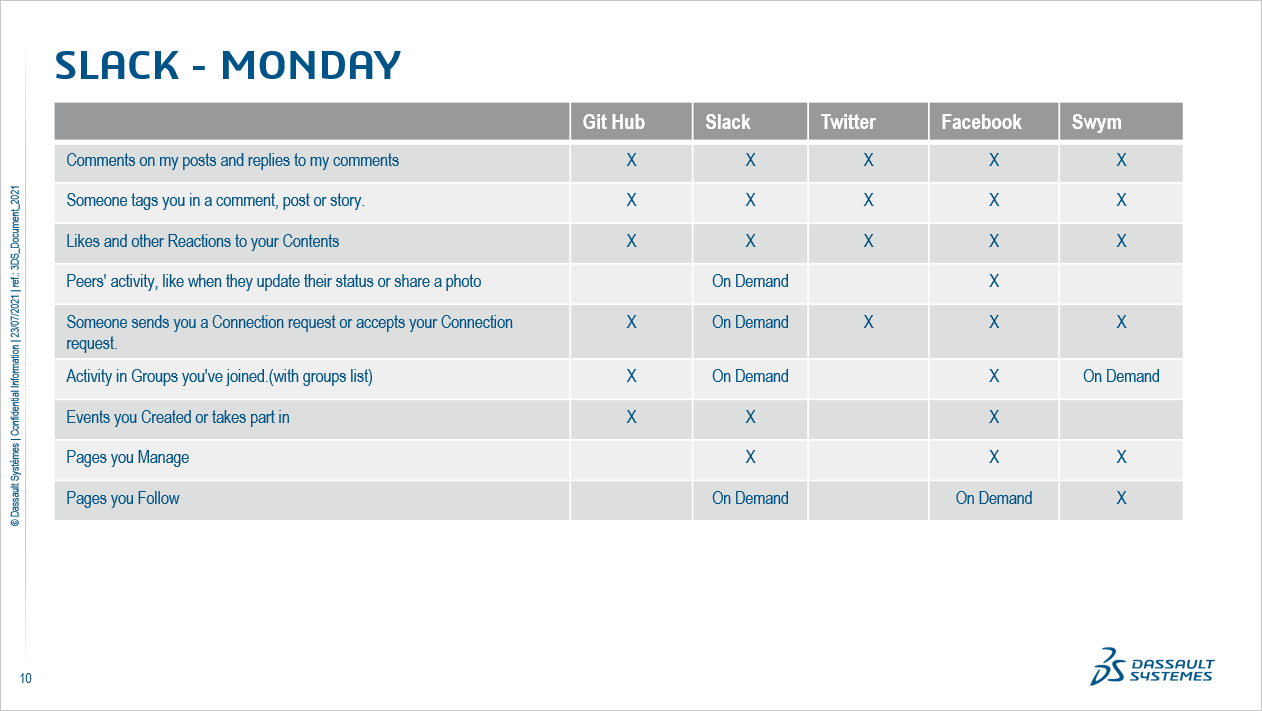 SLACK - MONDAY
Git Hub Slack Twitter Facebook Swym
Comments on my posts and replies to my comments X X X X X
Someone tags you in a comment, post or story. X X X X X
Likes and other Reactions to your Contents X X X X X
Peers' activity, like when they update their status or share a photo On Demand X
Someone sends you a Connection request or accepts your Connection X On Demand X X X
request.
Activity in Groups you've joined.(with groups list) X On Demand X On Demand
Events you Created or takes part in X X X
Pages you Manage X X X
Pages you Follow On Demand On Demand X
© Dassault Systèmes | Confidential Information | 23/07/2021 | ref.: 3DS_Document_2021
10
3DS DASSAULT
SYSTEMES